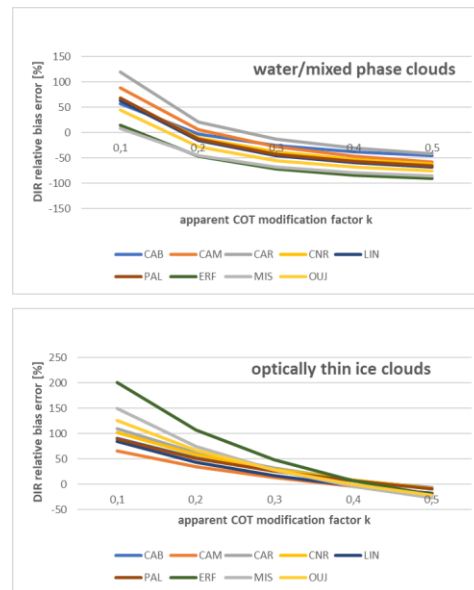 150
water/mixed phase clouds
100
50
0
0,1 0,2 0,3 0,4 0,5
-50
-100
-150
DIR relative bias error [%]
apparent COT modification factor k
CAB CAM CAR CNR LIN
PAL ERF MIS OUJ
250
optically thin ice clouds
200
150
100
50
0
0,1 0,2 0,3 0,4 0,5
-50
DIR relative bias error [%]
apparent COT modification factor k
CAB CAM CAR CNR LIN
PAL ERF MIS OUJ